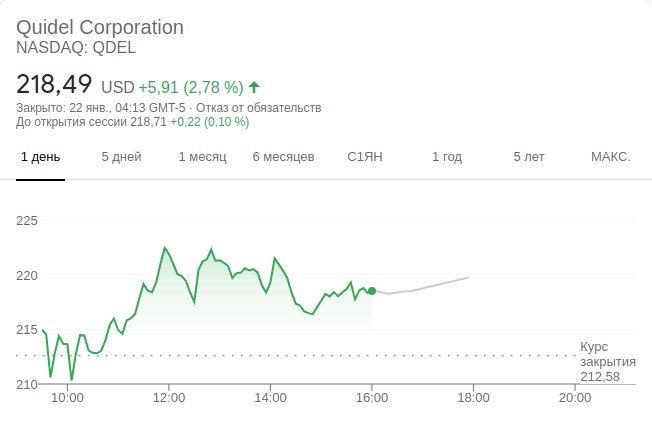 Quidel Corporation
NASDAQ: QDEL
218,49 USD +5,91 (2,78 %)
Закрыто: 22 янв., 04:13 GMT-5 · Отказ от обязательств
До открытия сессии 218,71 +0,22 (0,10 %)
1 день 5 дней 1 месяц 6 месяцев С1ЯН 1 год 5 лет МАКС.
225
220
215
Курс
закрытия
212,58
210
10:00 12:00 14:00 16:00 18:00 20:00